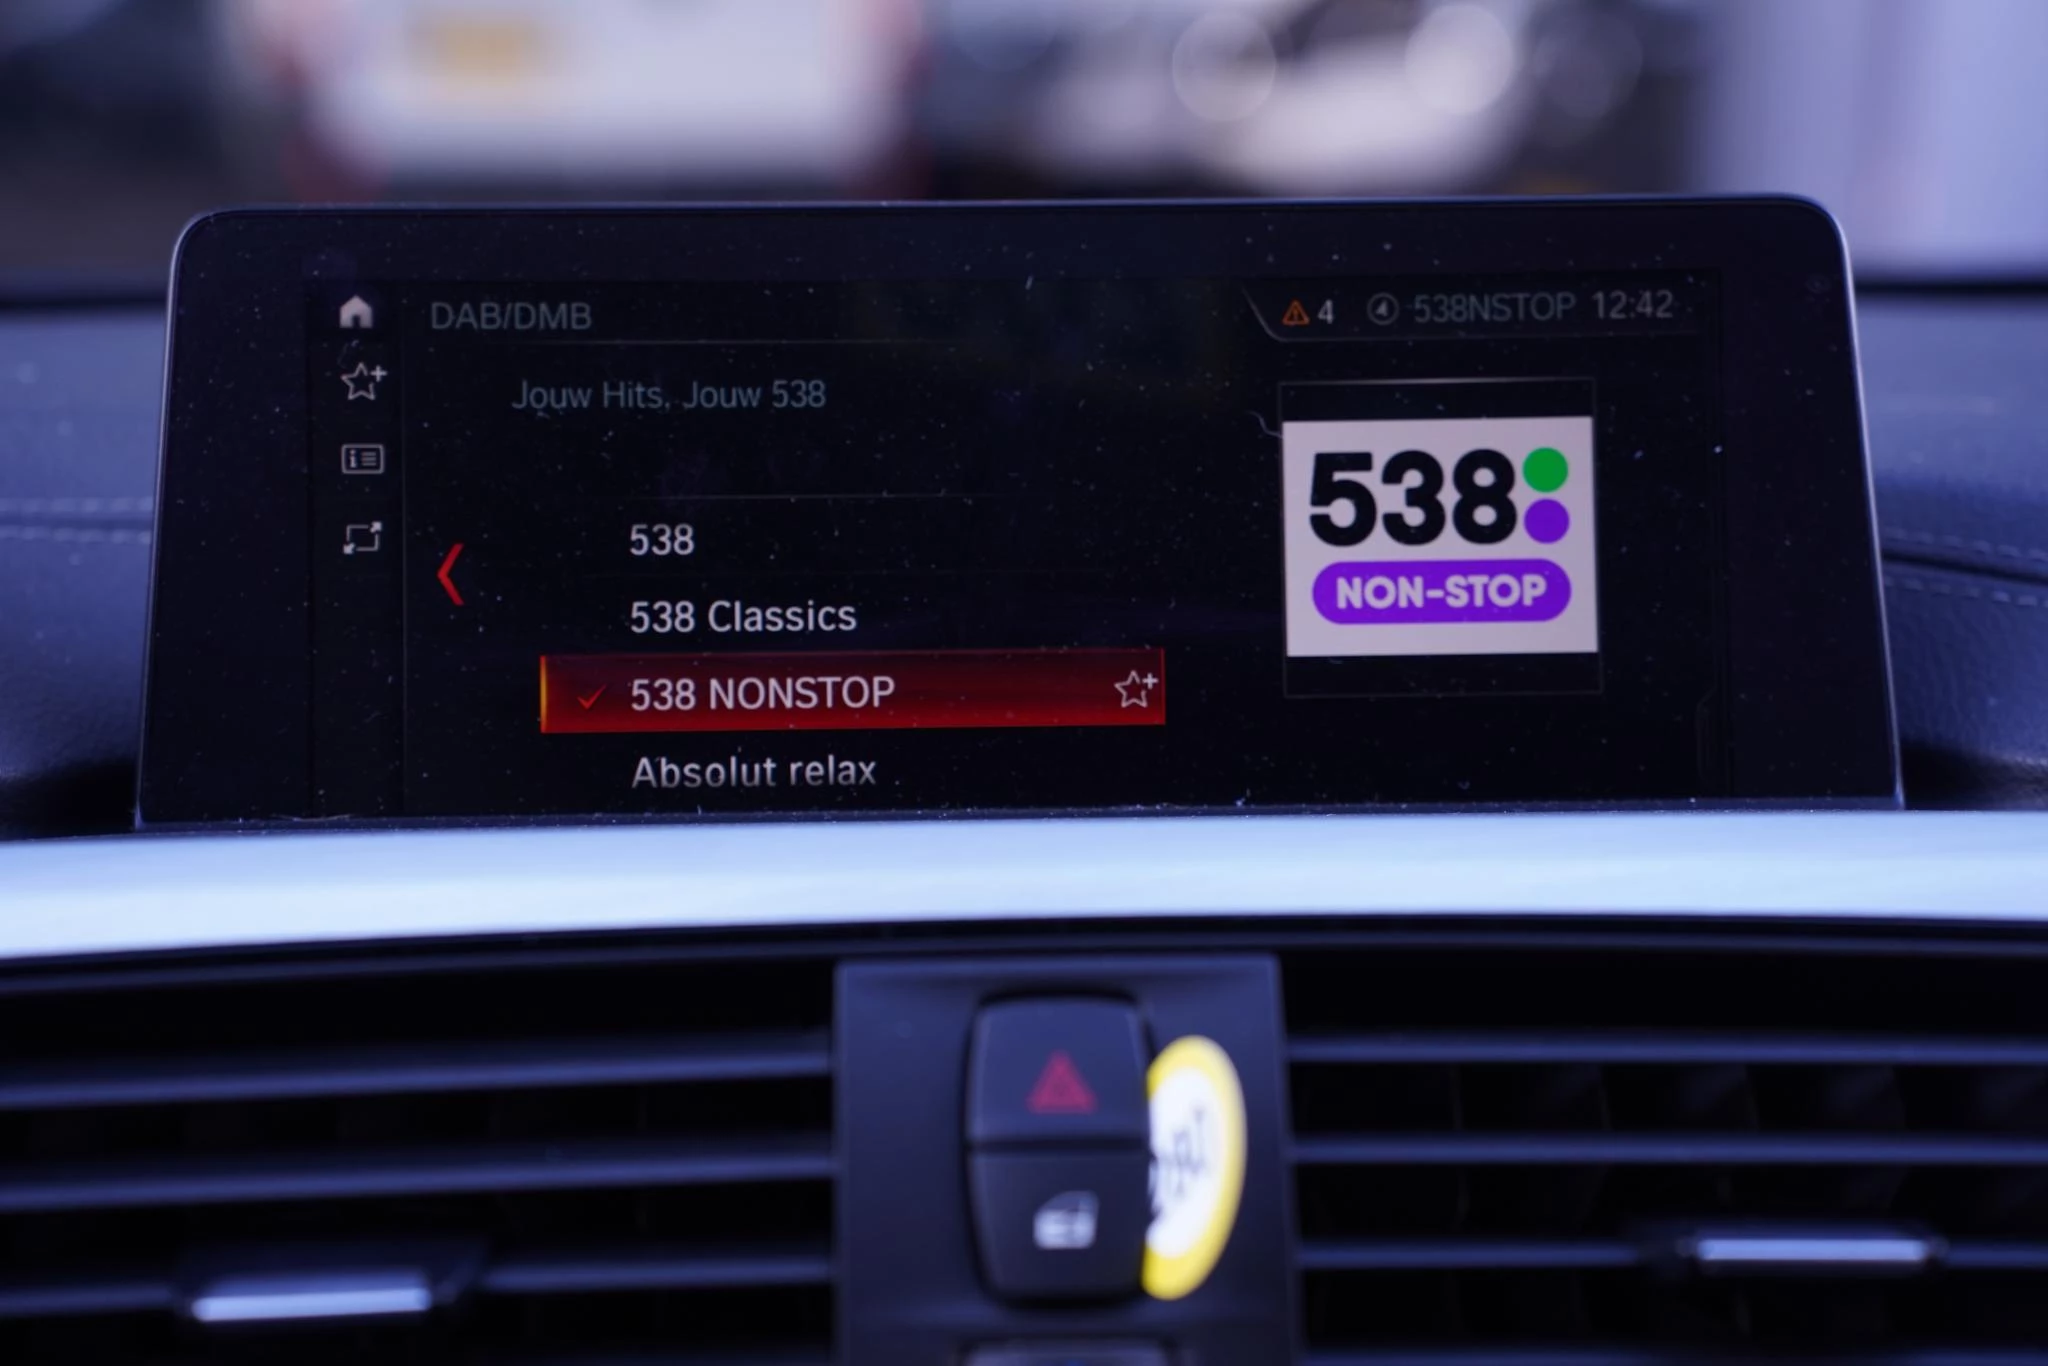 DAB/DMB
4 538NSTOP 12:42
Jouw Hits, Jouw 538
538
538 Classics
538 NONSTOP
Absolut relax
538
NON-STOP